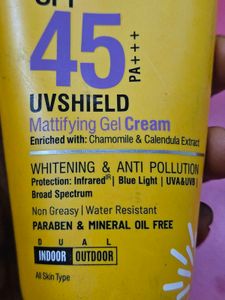 SPF
45
PA+++
UVSHIELD
Mattifying Gel Cream
Enriched with: Chamomile & Calendula Extract
WHITENING & ANTI POLLUTION
Protection: Infrared | Blue Light | UVA&UVB |
Broad Spectrum
Non Greasy | Water Resistant
PARABEN & MINERAL OIL FREE
DUAL
INDOOR OUTDOOR
All Skin Type